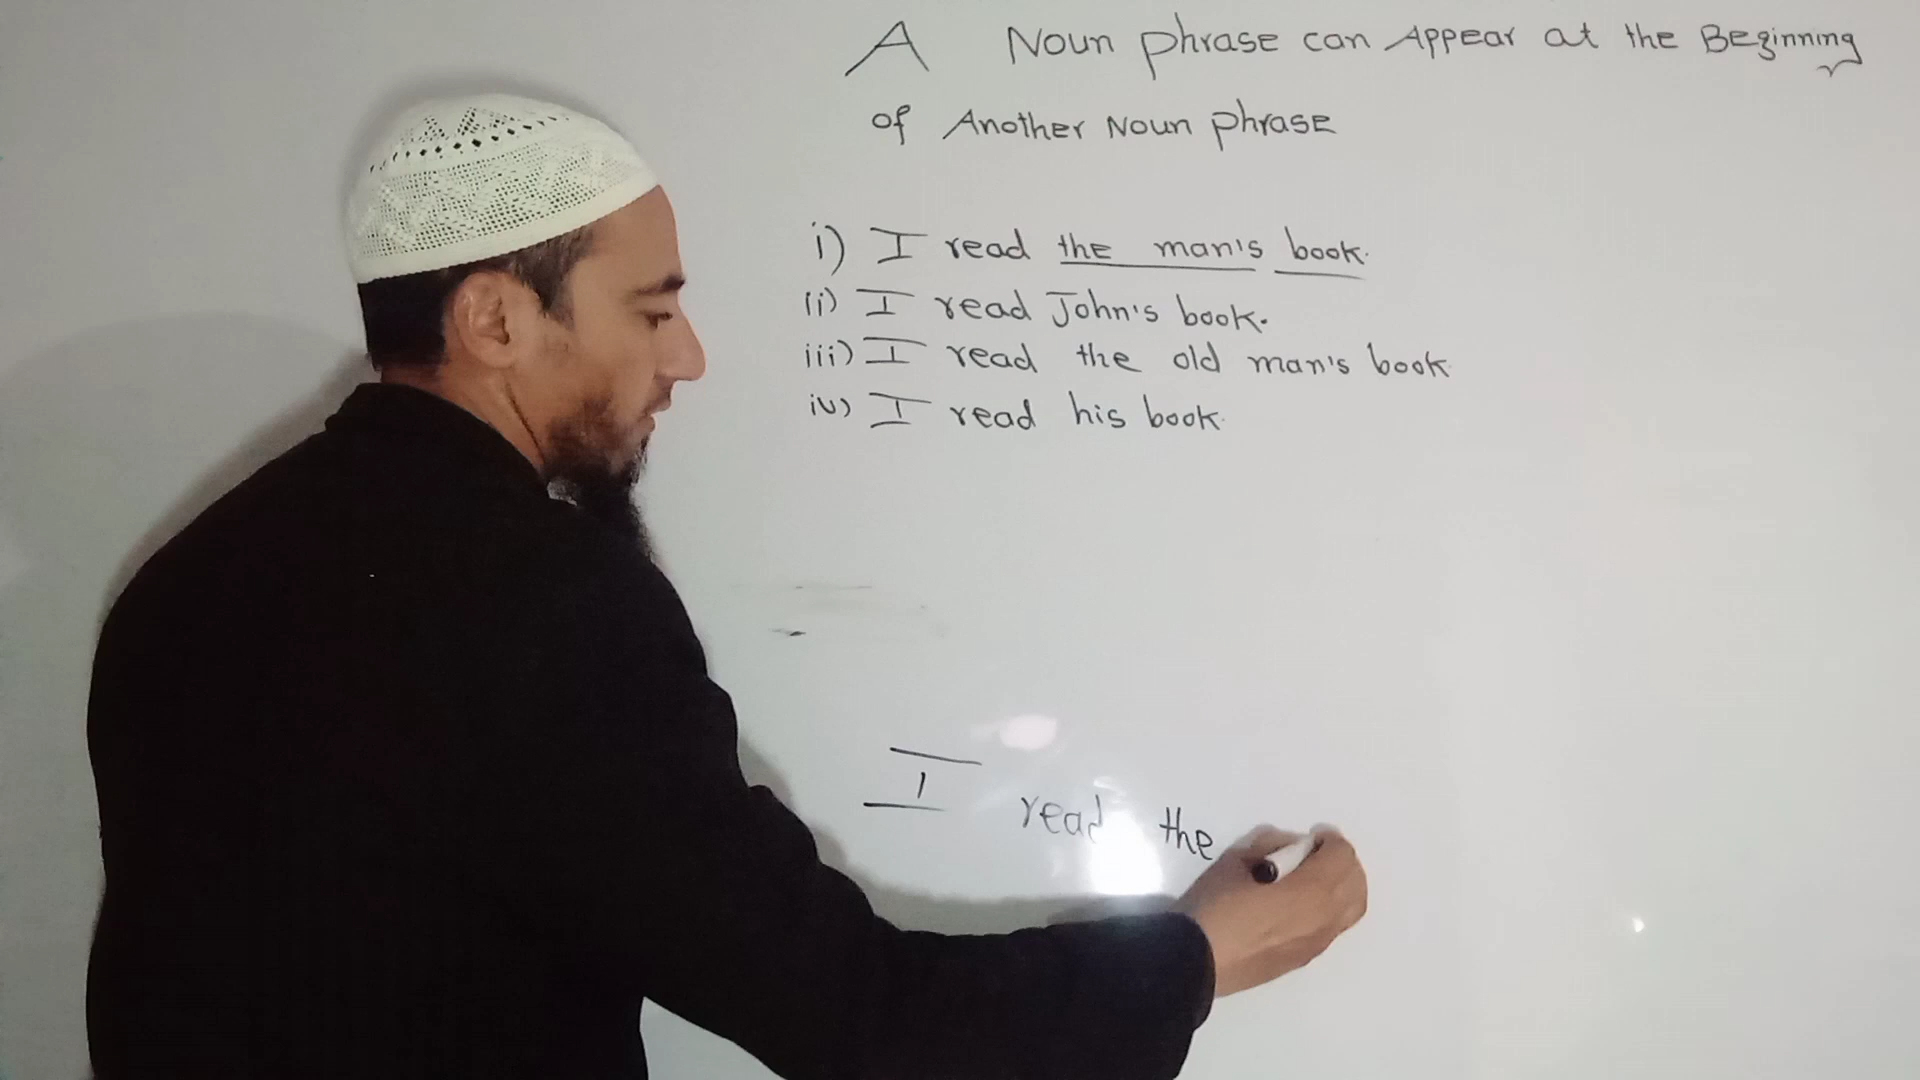 A Noun phrase can Appear at the Beginning
of Another Noun phrase
i) I read the man's book.
ii) I read John's book.
iii) I read the old man's book
iv) I read his book.
I read the